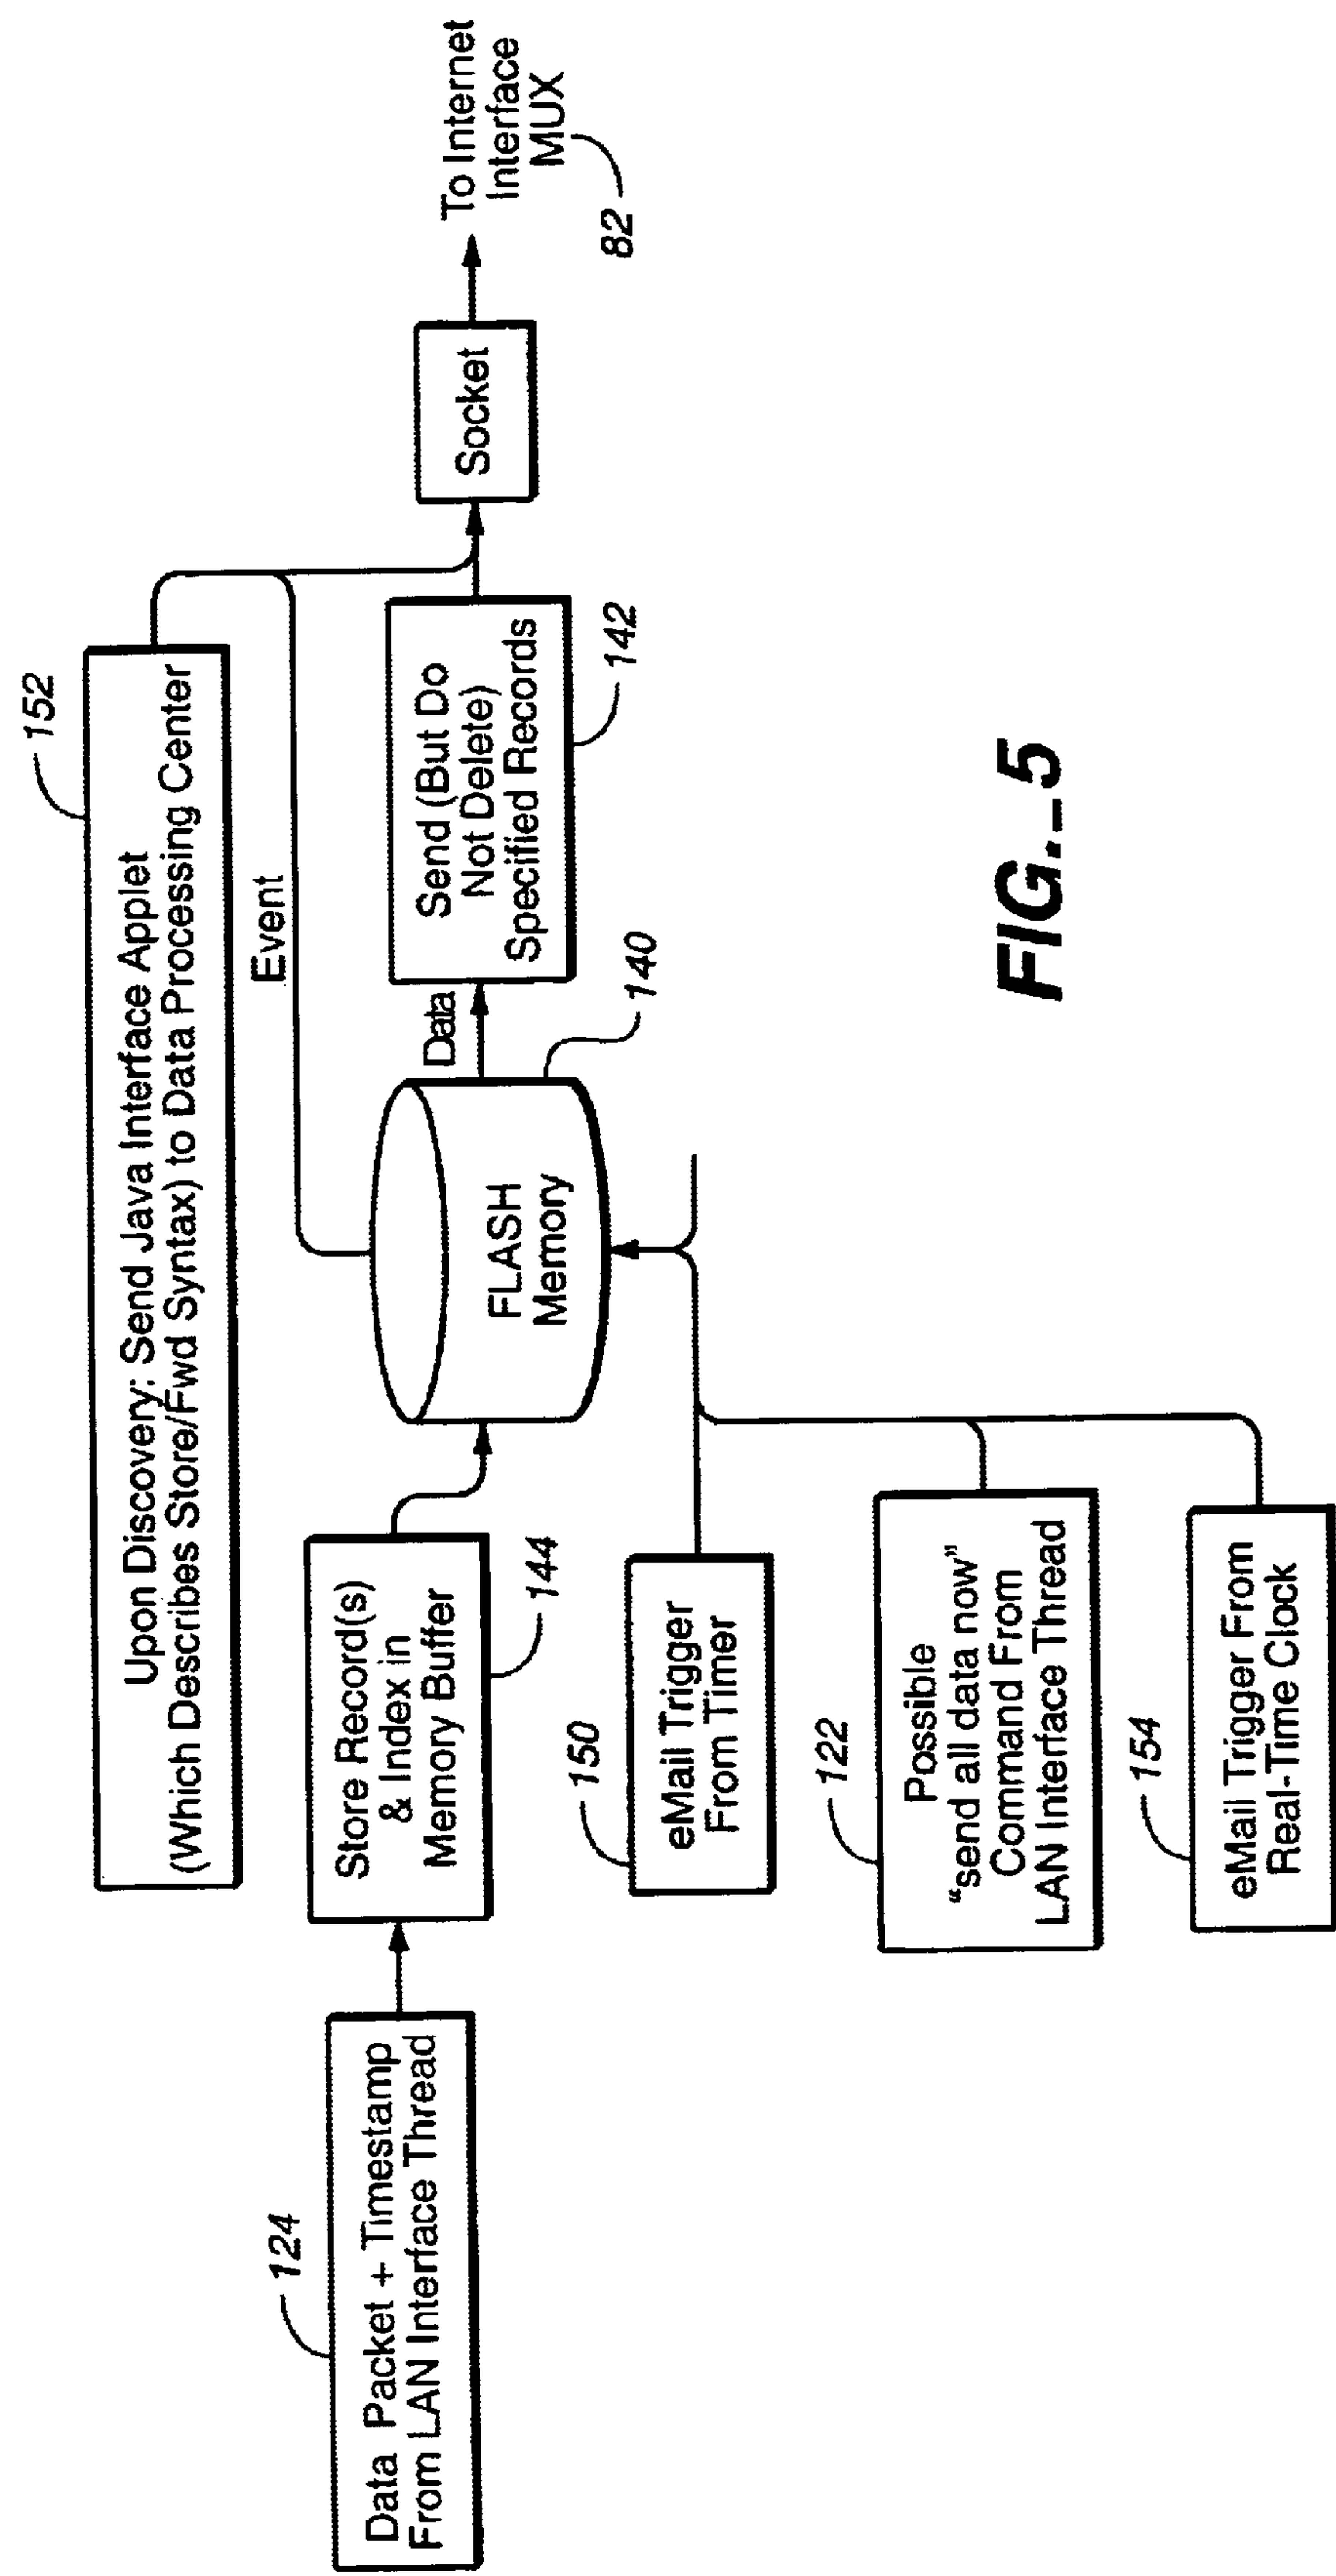 152
Upon Discovery: Send Java Interface Applet
(Which Describes Store/Fwd Syntax) to Data Processing Center
Event
124
Data Packet + Timestamp
From LAN Interface Thread
Store Record(s)
& Index in
Memory Buffer
144
FLASH
Memory
140
Data
Send (But Do
Not Delete)
Specified Records
142
Socket
To Internet
Interface
MUX
82
150
eMail Trigger
From Timer
122
Possible
“send all data now”
Command From
LAN Interface Thread
154
eMail Trigger From
Real-Time Clock
FIG._5